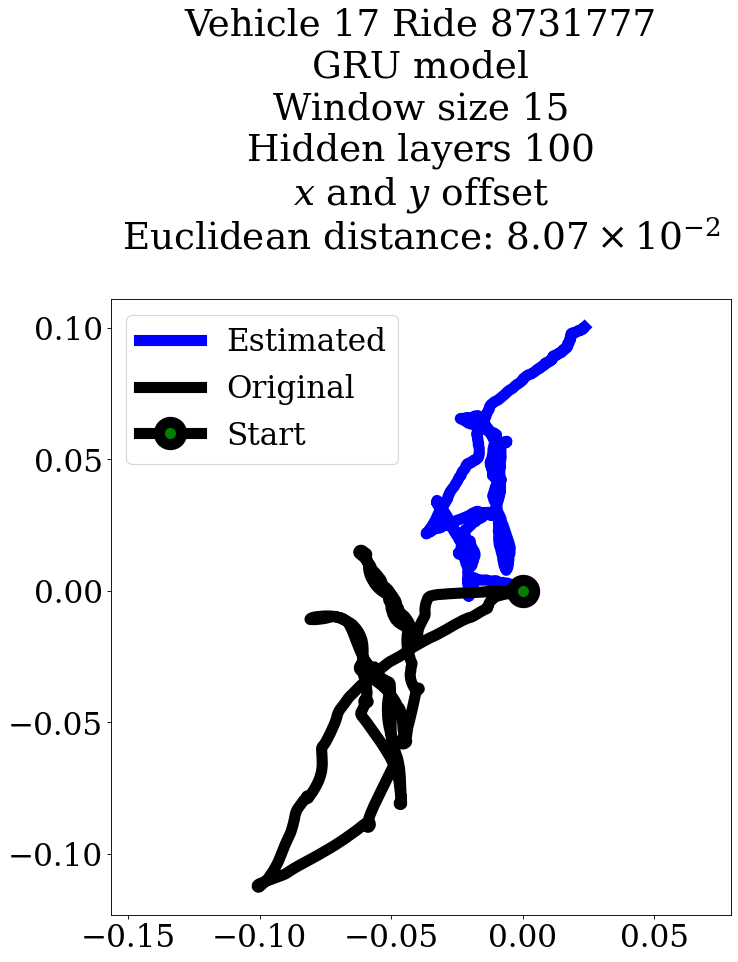 Vehicle 17 Ride 8731777
GRU model
Window size 15
Hidden layers 100
x and y offset
Euclidean distance: 8.07 × 10⁻²
Estimated
Original
Start
0.10
0.05
0.00
−0.05
−0.10
−0.15 −0.10 −0.05 0.00 0.05